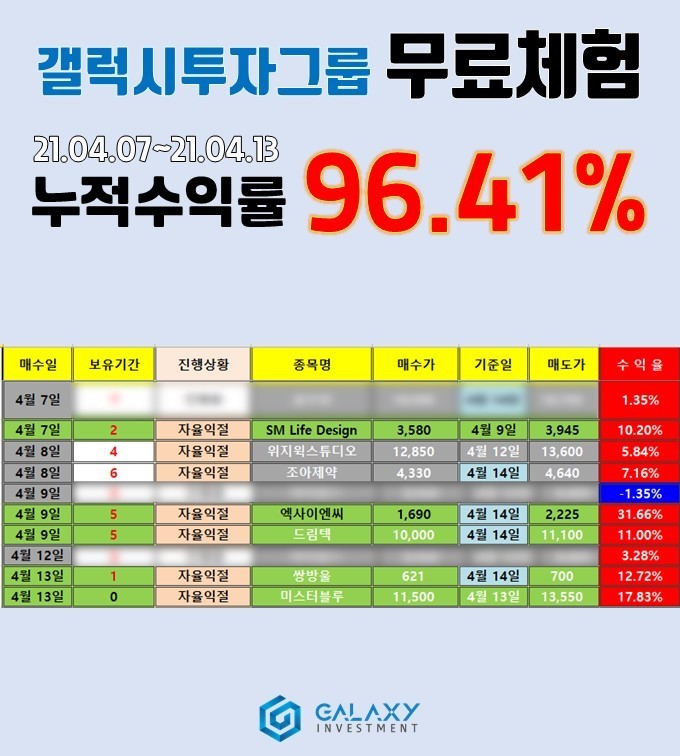 갤럭시투자그룹 무료체험
21.04.07~21.04.13
누적수익률 96.41%
매수일 보유기간 진행상황 종목명 매수가 기준일 매도가 수 익 율
4월 7일 1.35%
4월 7일 2 자율익절 SM Life Design 3,580 4월 9일 3,945 10.20%
4월 8일 4 자율익절 위지윅스튜디오 12,850 4월 12일 13,600 5.84%
4월 8일 6 자율익절 조아제약 4,330 4월 14일 4,640 7.16%
4월 9일 -1.35%
4월 9일 5 자율익절 엑사이엔씨 1,690 4월 14일 2,225 31.66%
4월 9일 5 자율익절 드림텍 10,000 4월 14일 11,100 11.00%
4월 12일 3.28%
4월 13일 1 자율익절 쌍방울 621 4월 14일 700 12.72%
4월 13일 0 자율익절 미스터블루 11,500 4월 13일 13,550 17.83%
GALAXY
INVESTMENT